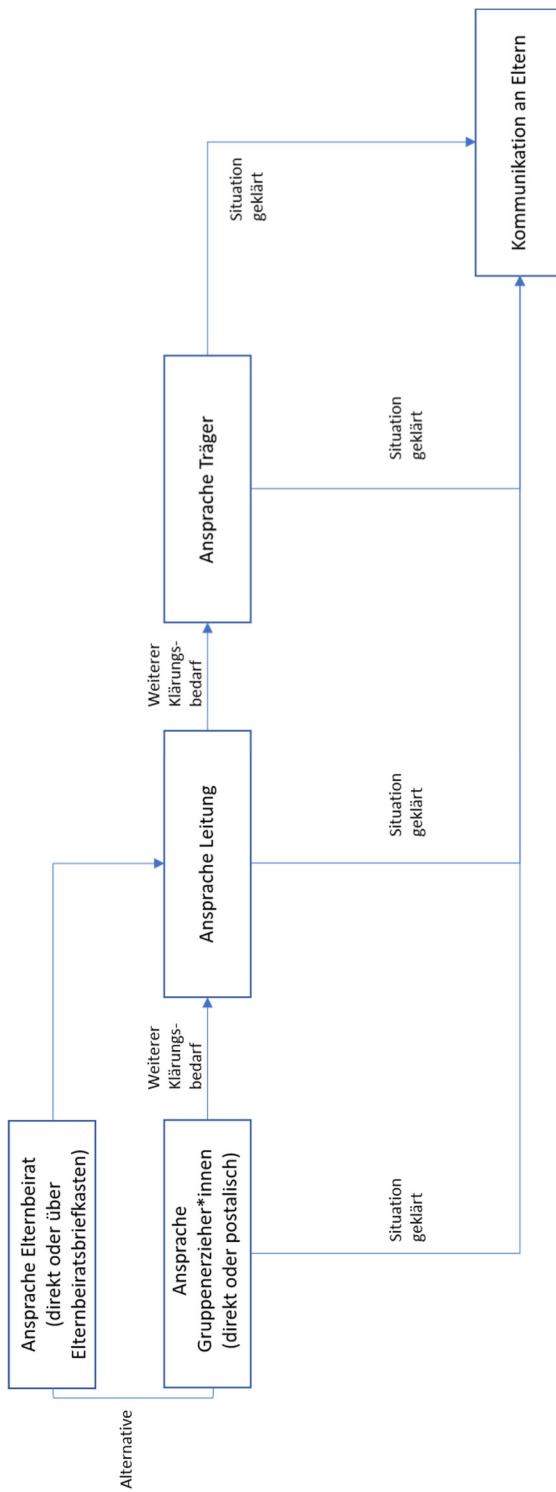 Alternative
Ansprache Elternbeirat
(direkt oder über
Elternbeiratsbriefkasten)
Ansprache
Gruppenerzieher*innen
(direkt oder postalisch)
Weiterer
Klärungs-
bedarf
Ansprache Leitung
Weiterer
Klärungs-
bedarf
Ansprache Träger
Situation
geklärt
Situation
geklärt
Situation
geklärt
Situation
geklärt
Kommunikation an Eltern